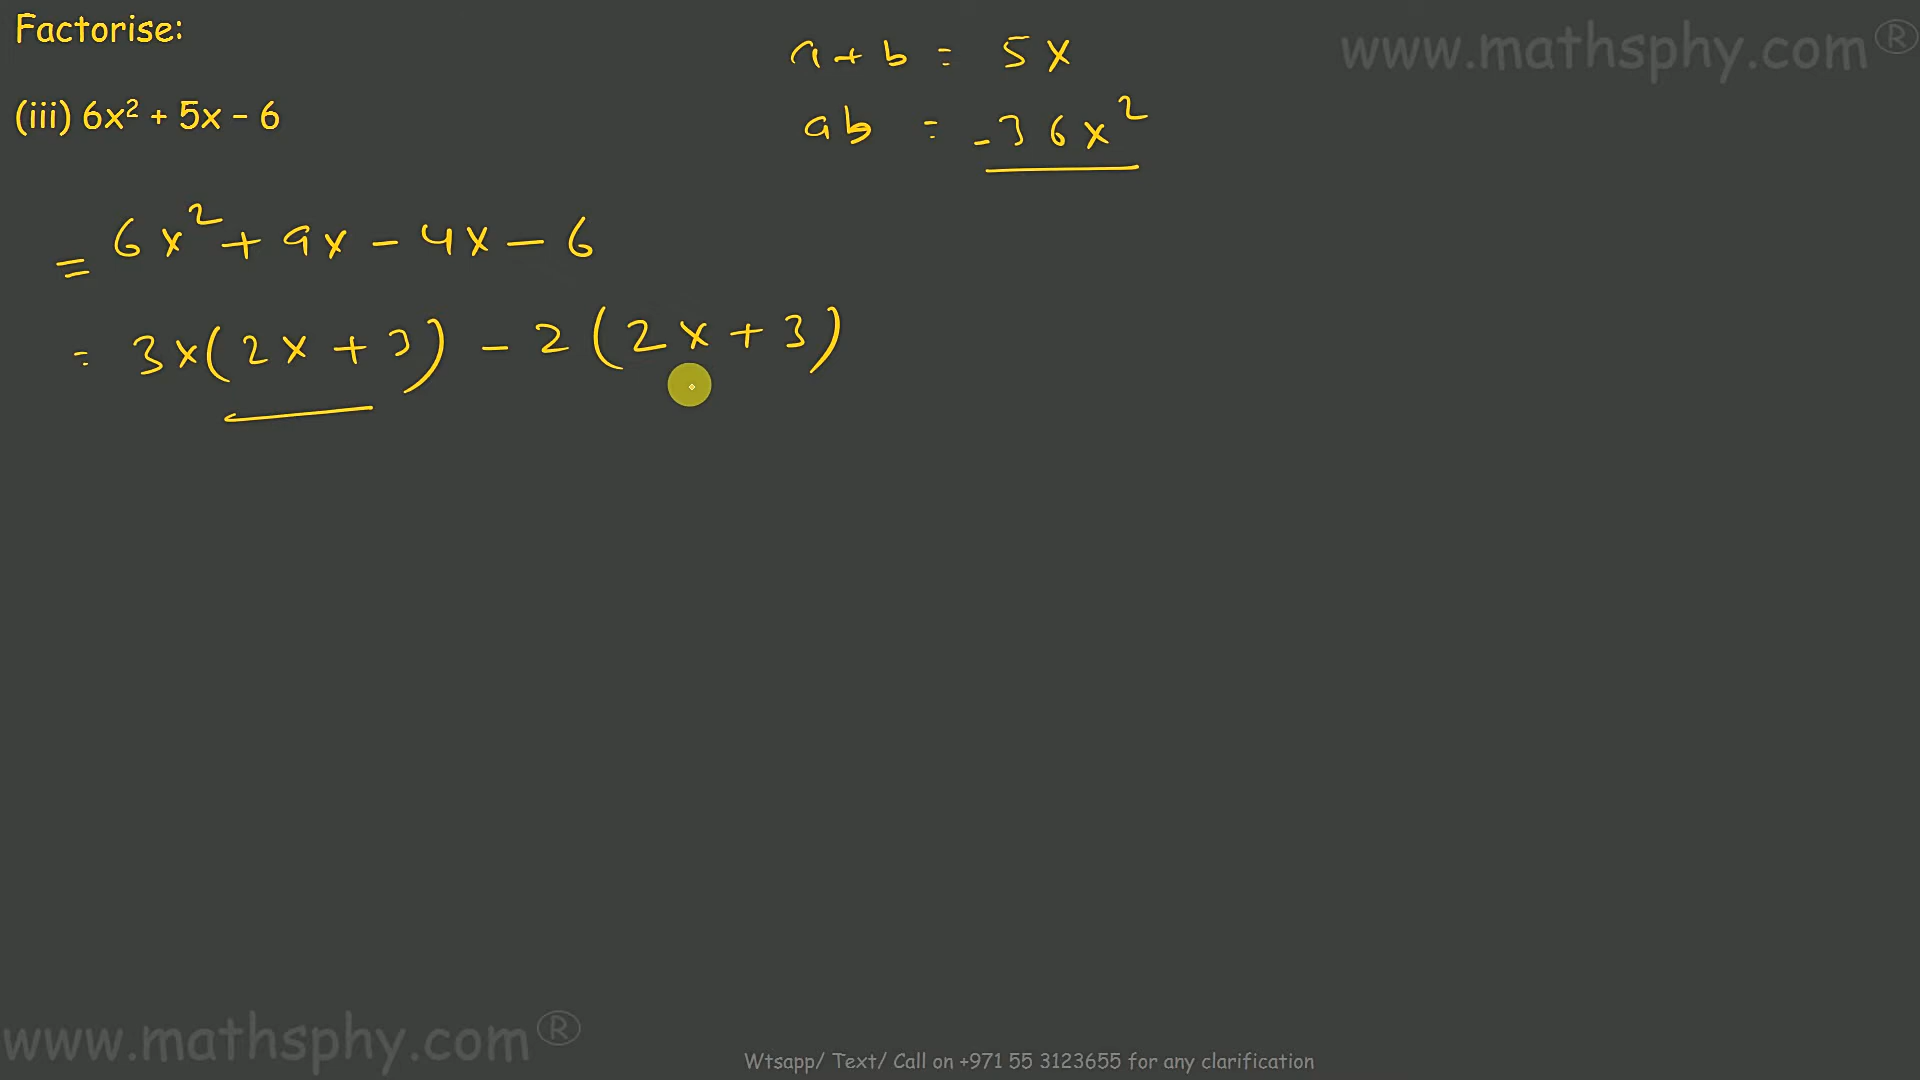 Factorise:
a + b = 5x
www.mathsphy.com®
(iii) 6x² + 5x – 6
ab = -36x²
= 6x² + 9x - 4x - 6
= 3x(2x + 3) - 2(2x + 3)
www.mathsphy.com®
Wtsapp/ Text/ Call on +971 55 3123655 for any clarification